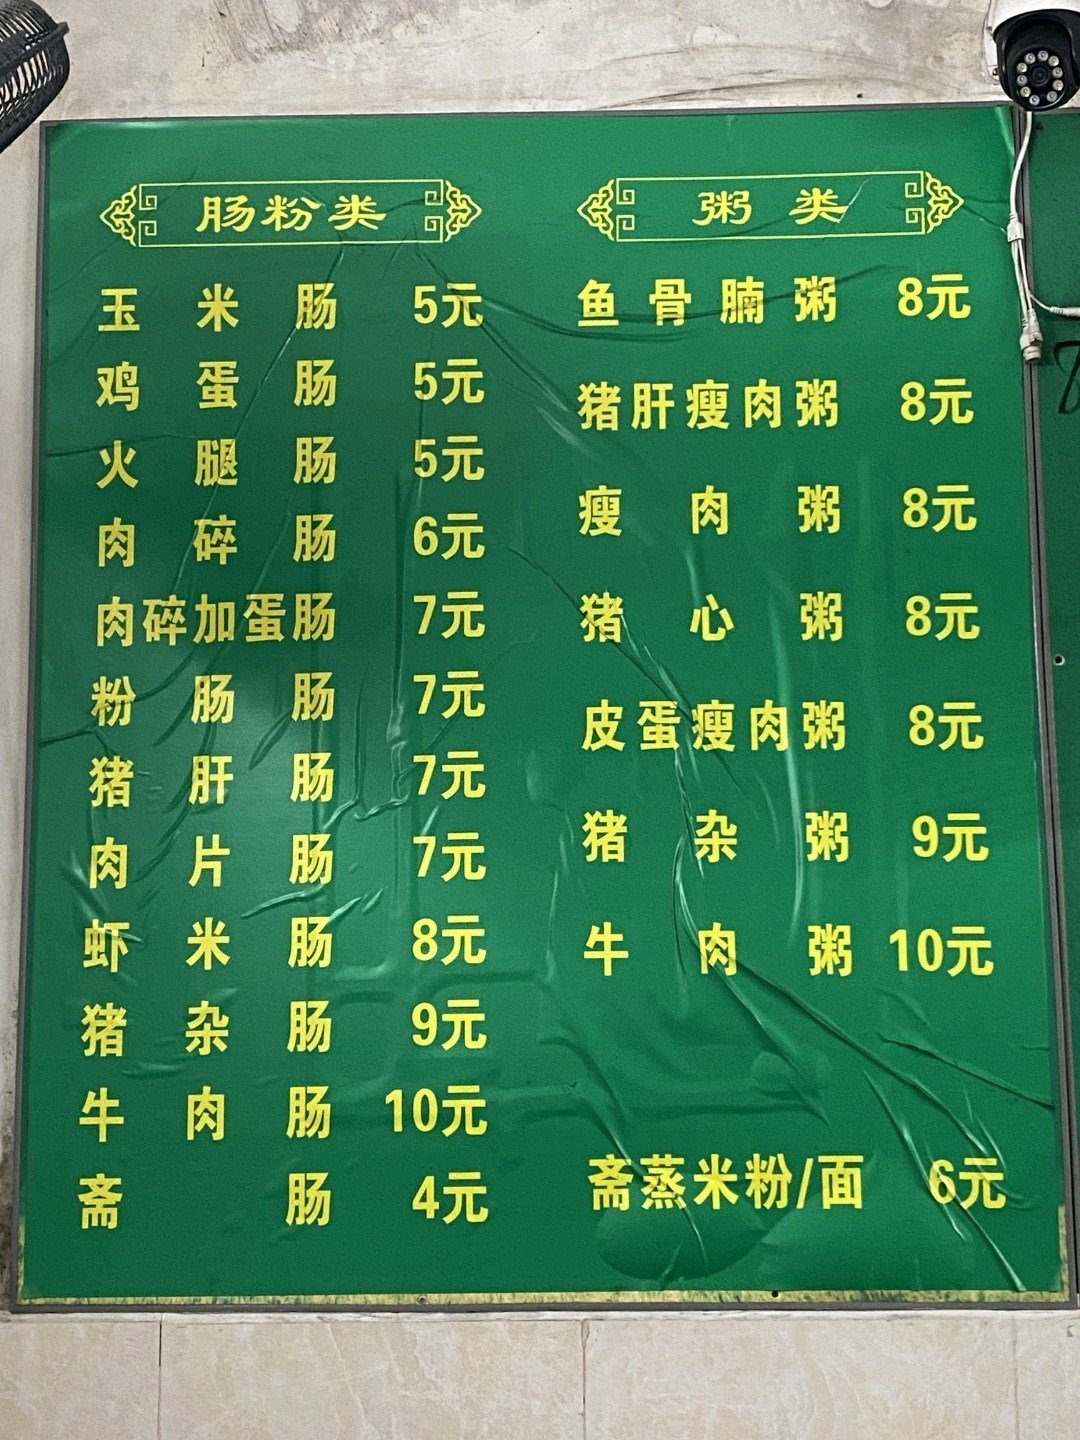 肠粉类
玉米肠 5元
鸡蛋肠 5元
火腿肠 5元
肉碎肠 6元
肉碎加蛋肠 7元
粉肠肠 7元
猪肝肠 7元
肉片肠 7元
虾米肠 8元
猪杂肠 9元
牛肉肠 10元
斋肠 4元
粥类
鱼骨腩粥 8元
猪肝瘦肉粥 8元
瘦肉粥 8元
猪心粥 8元
皮蛋瘦肉粥 8元
猪杂粥 9元
牛肉粥 10元
斋蒸米粉/面 6元